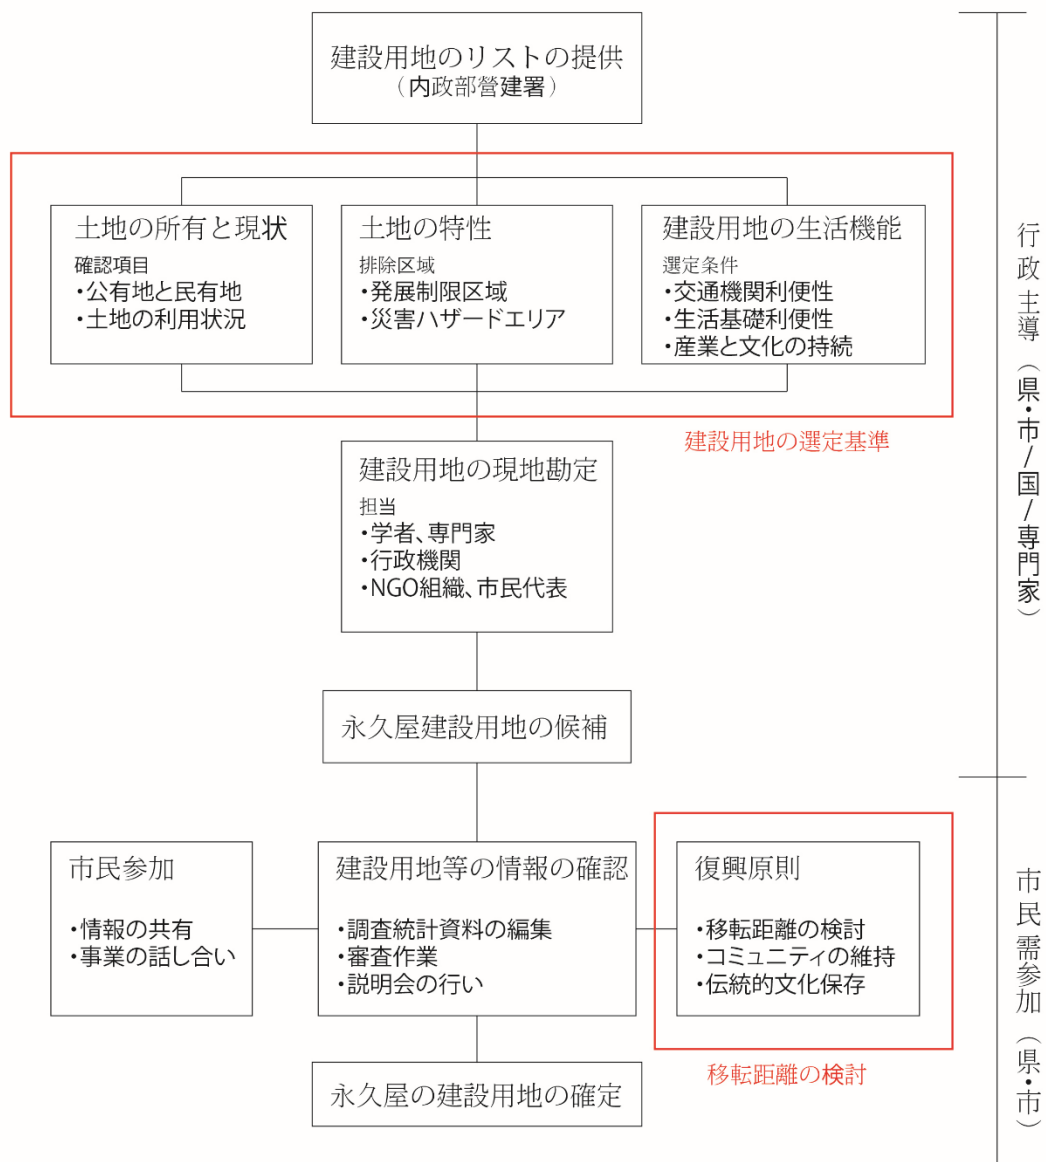 建設用地のリストの提供
（内政部營建署）
土地の所有と現状
確認項目
・公有地と民有地
・土地の利用状況
土地の特性
排除区域
・発展制限区域
・災害ハザードエリア
建設用地の生活機能
選定条件
・交通機関利便性
・生活基礎利便性
・産業と文化の持続
建設用地の選定基準
建設用地の現地勘定
担当
・学者、専門家
・行政機関
・NGO組織、市民代表
永久屋建設用地の候補
行政主導（県・市/国/専門家）
市民参加
・情報の共有
・事業の話し合い
建設用地等の情報の確認
・調査統計資料の編集
・審査作業
・説明会の行い
復興原則
・移転距離の検討
・コミュニティの維持
・伝統的文化保存
移転距離の検討
永久屋の建設用地の確定
市民需参加（県・市）